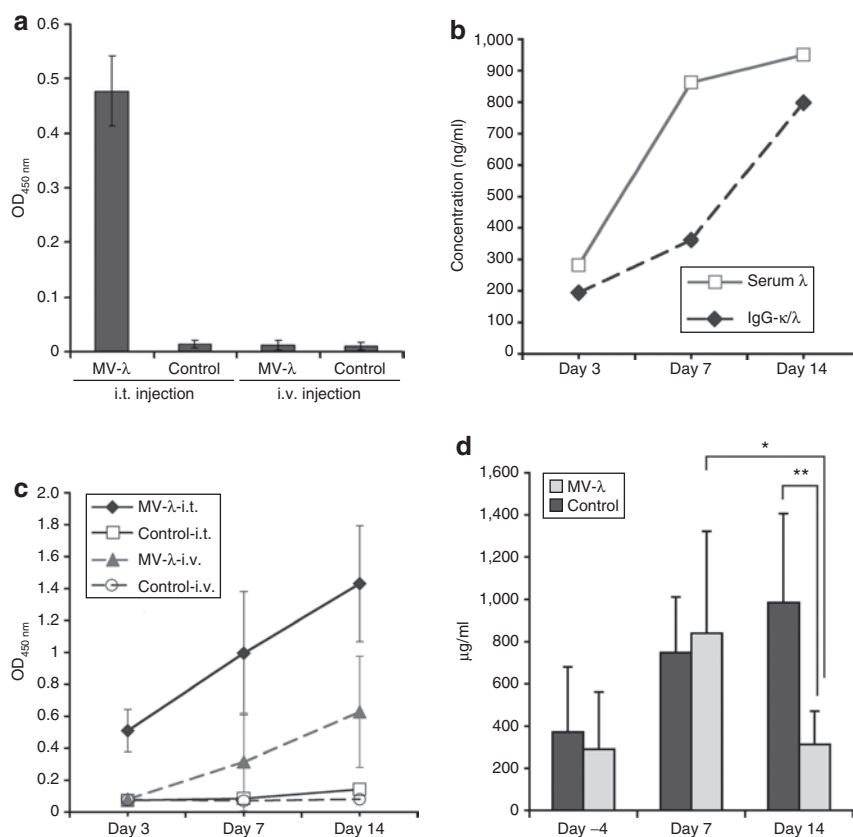 a
0.6
0.5
0.4
0.3
0.2
0.1
0
OD450 nm
MV-λ
Control
MV-λ
Control
i.t. injection
i.v. injection
b
1,000
900
800
700
600
500
400
300
200
100
0
Concentration (ng/ml)
Serum λ
IgG-κ/λ
Day 3
Day 7
Day 14
c
2.0
1.8
1.6
1.4
1.2
1
0.8
0.6
0.4
0.2
0
OD450 nm
MV-λ-i.t.
Control-i.t.
MV-λ-i.v.
Control-i.v.
Day 3
Day 7
Day 14
d
1,600
1,400
1,200
1,000
800
600
400
200
0
μg/ml
MV-λ
Control
*
**
Day –4
Day 7
Day 14